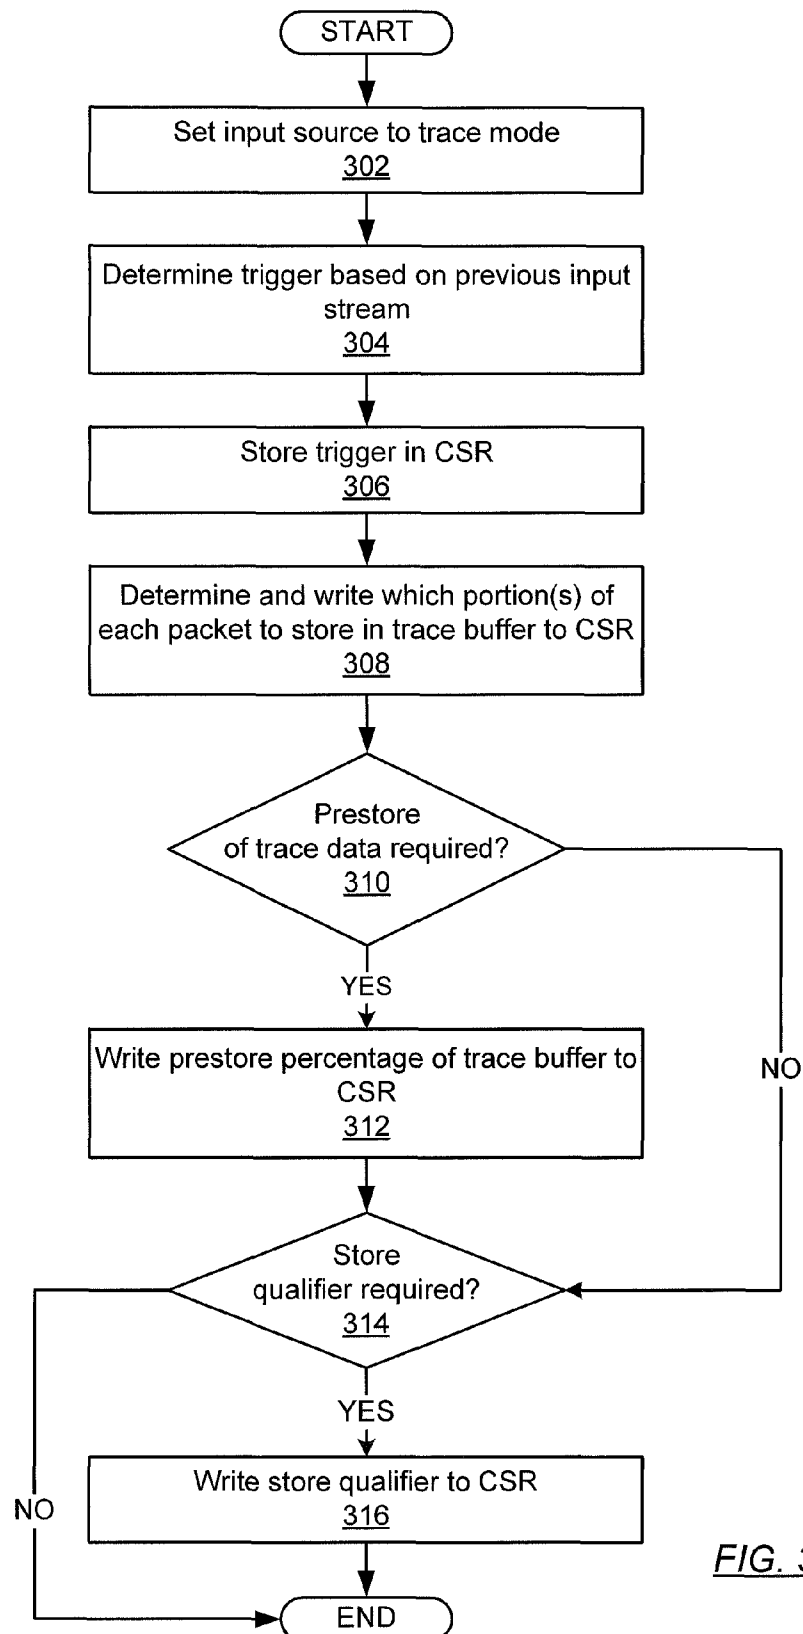 START
Set input source to trace mode
302
Determine trigger based on previous input
stream
304
Store trigger in CSR
306
Determine and write which portion(s) of
each packet to store in trace buffer to CSR
308
Prestore
of trace data required?
310
YES
NO
Write prestore percentage of trace buffer to
CSR
312
Store
qualifier required?
314
YES
NO
Write store qualifier to CSR
316
END
FIG. 3